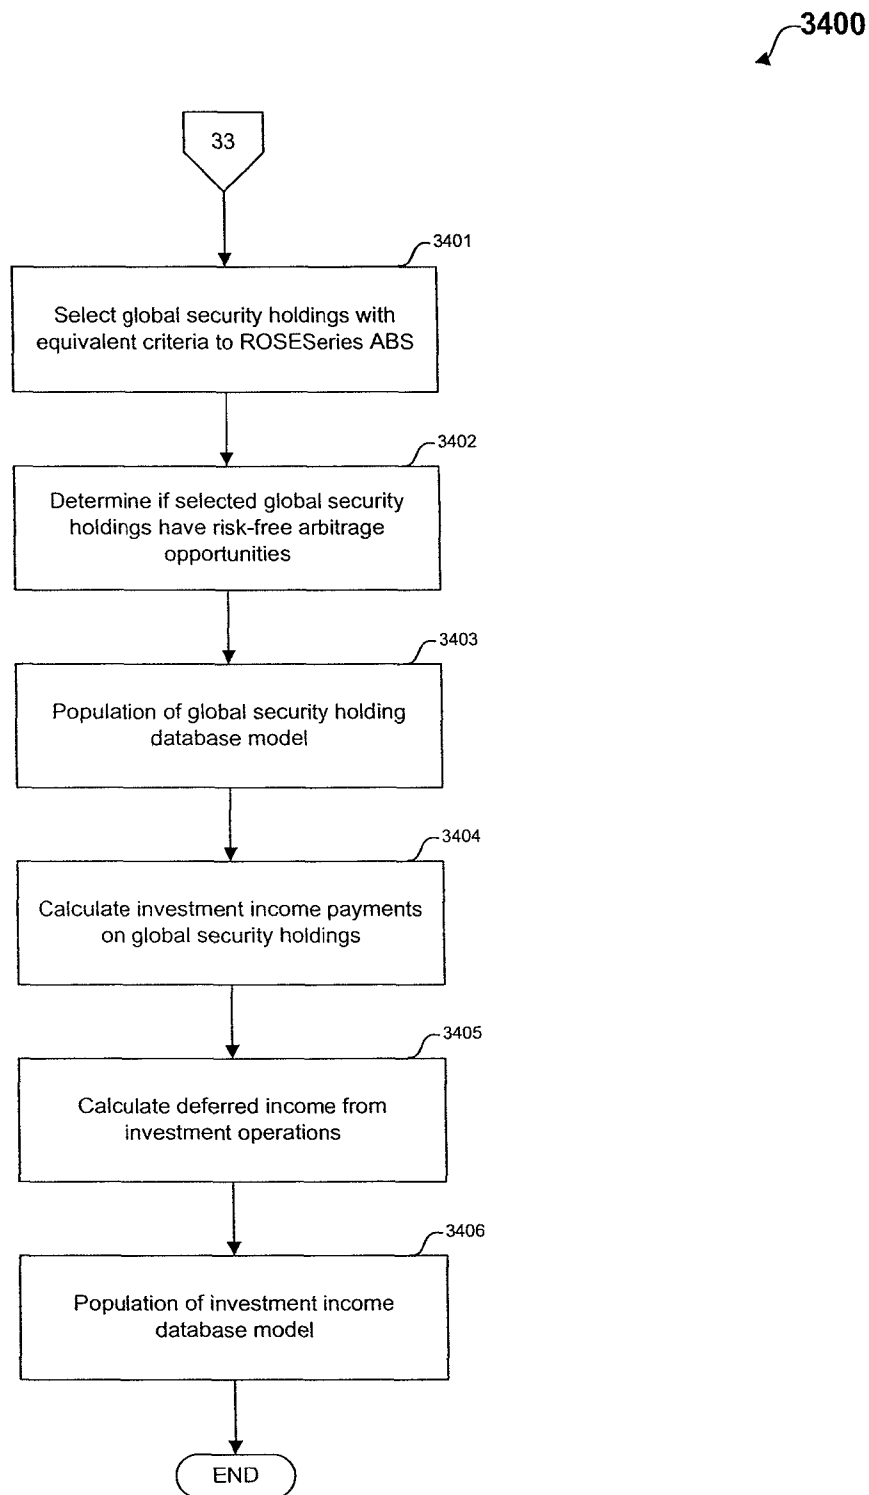 3400
33
3401
Select global security holdings with
equivalent criteria to ROSESeries ABS
3402
Determine if selected global security
holdings have risk-free arbitrage
opportunities
3403
Population of global security holding
database model
3404
Calculate investment income payments
on global security holdings
3405
Calculate deferred income from
investment operations
3406
Population of investment income
database model
END